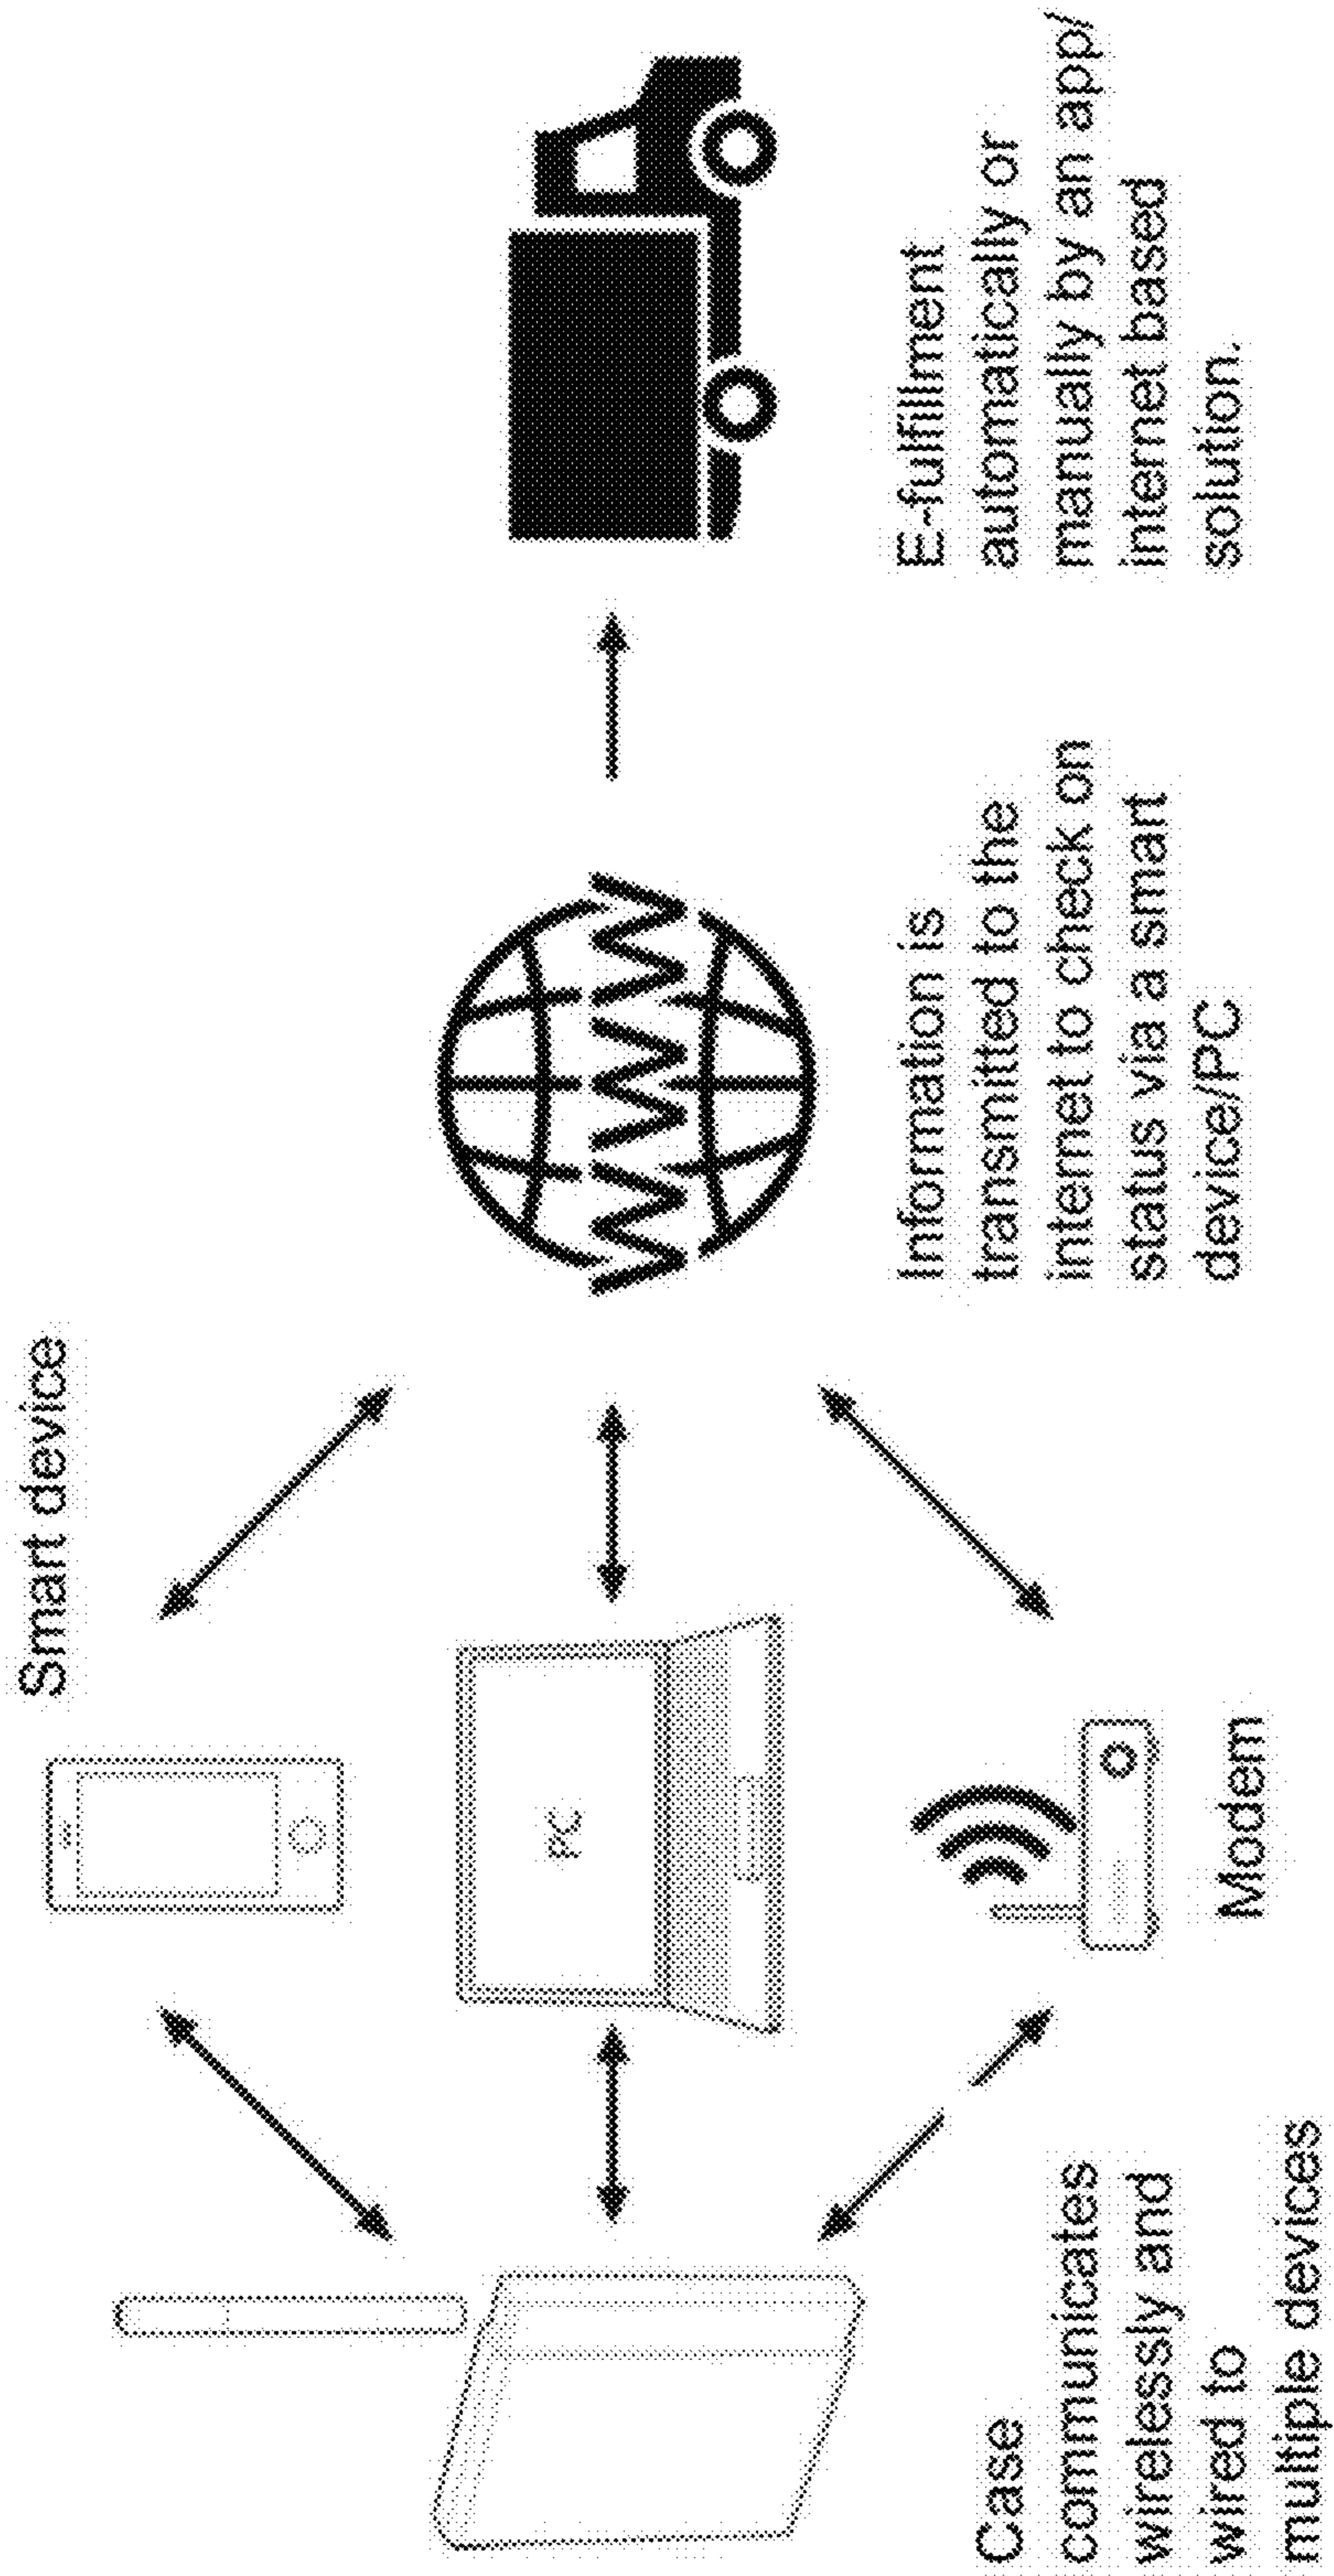 Case
communicates
wirelessly and
wired to
multiple devices
Smart device
PC
Modem
WWW
Information is
transmitted to the
internet to check on
status via a smart
device/PC
E-fulfillment
automatically or
manually by an app/
internet based
solution.